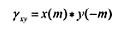 γxy = x(m)*y(-m)